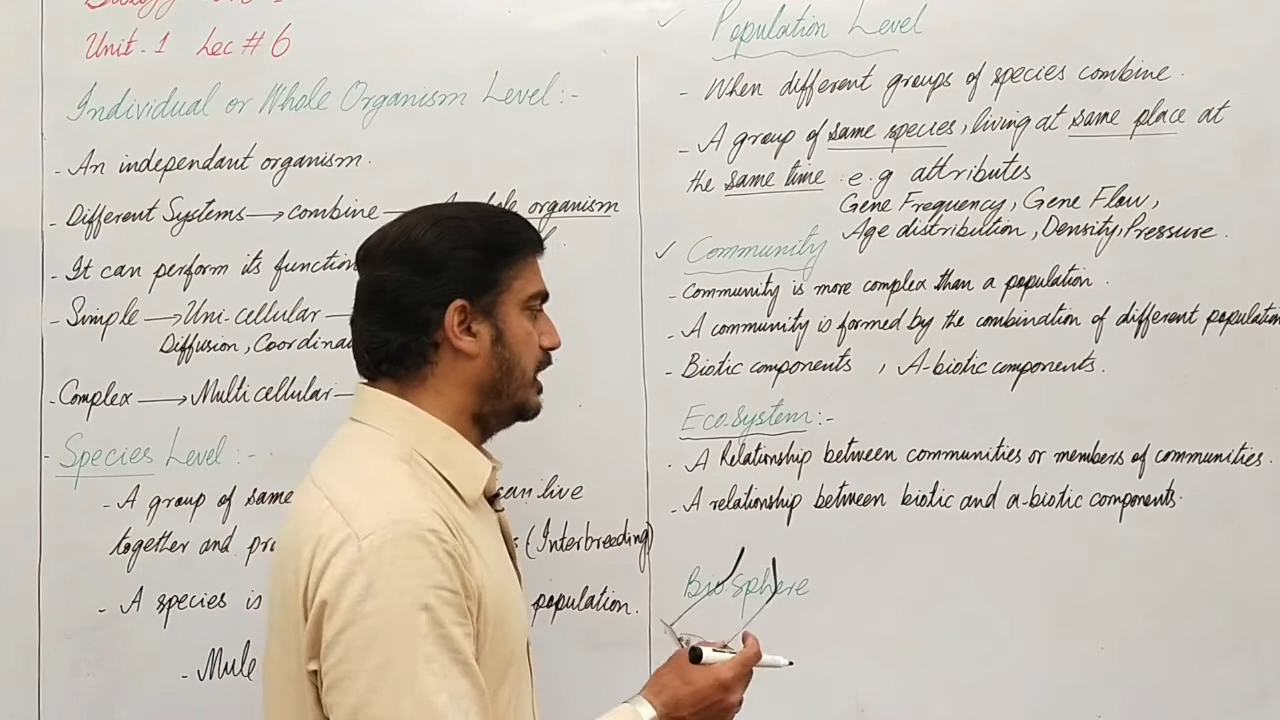 Unit-1 Lec # 6
Individual or Whole Organism Level:-
- An independant organism.
- Different Systems → combine → organism
- It can perform its function
- Simple → Uni-cellular
Diffusion, Coordina
- Complex → Multicellular
- Species Level:-
- A group of same can live
together and pro (Interbreeding)
- A species is population.
- Mule
✓ Population Level
- When different groups of species combine.
- A group of same species, living at same place at
the same time. e.g attributes
Gene Frequency, Gene Flow,
Age distribution, Density, Pressure.
✓ Community
- Community is more complex than a population.
- A community is formed by the combination of different population
- Biotic components, A-biotic components.
Eco.system:-
- A Relationship between communities or members of communities.
- A relationship between biotic and a-biotic components.
Bio.sphere